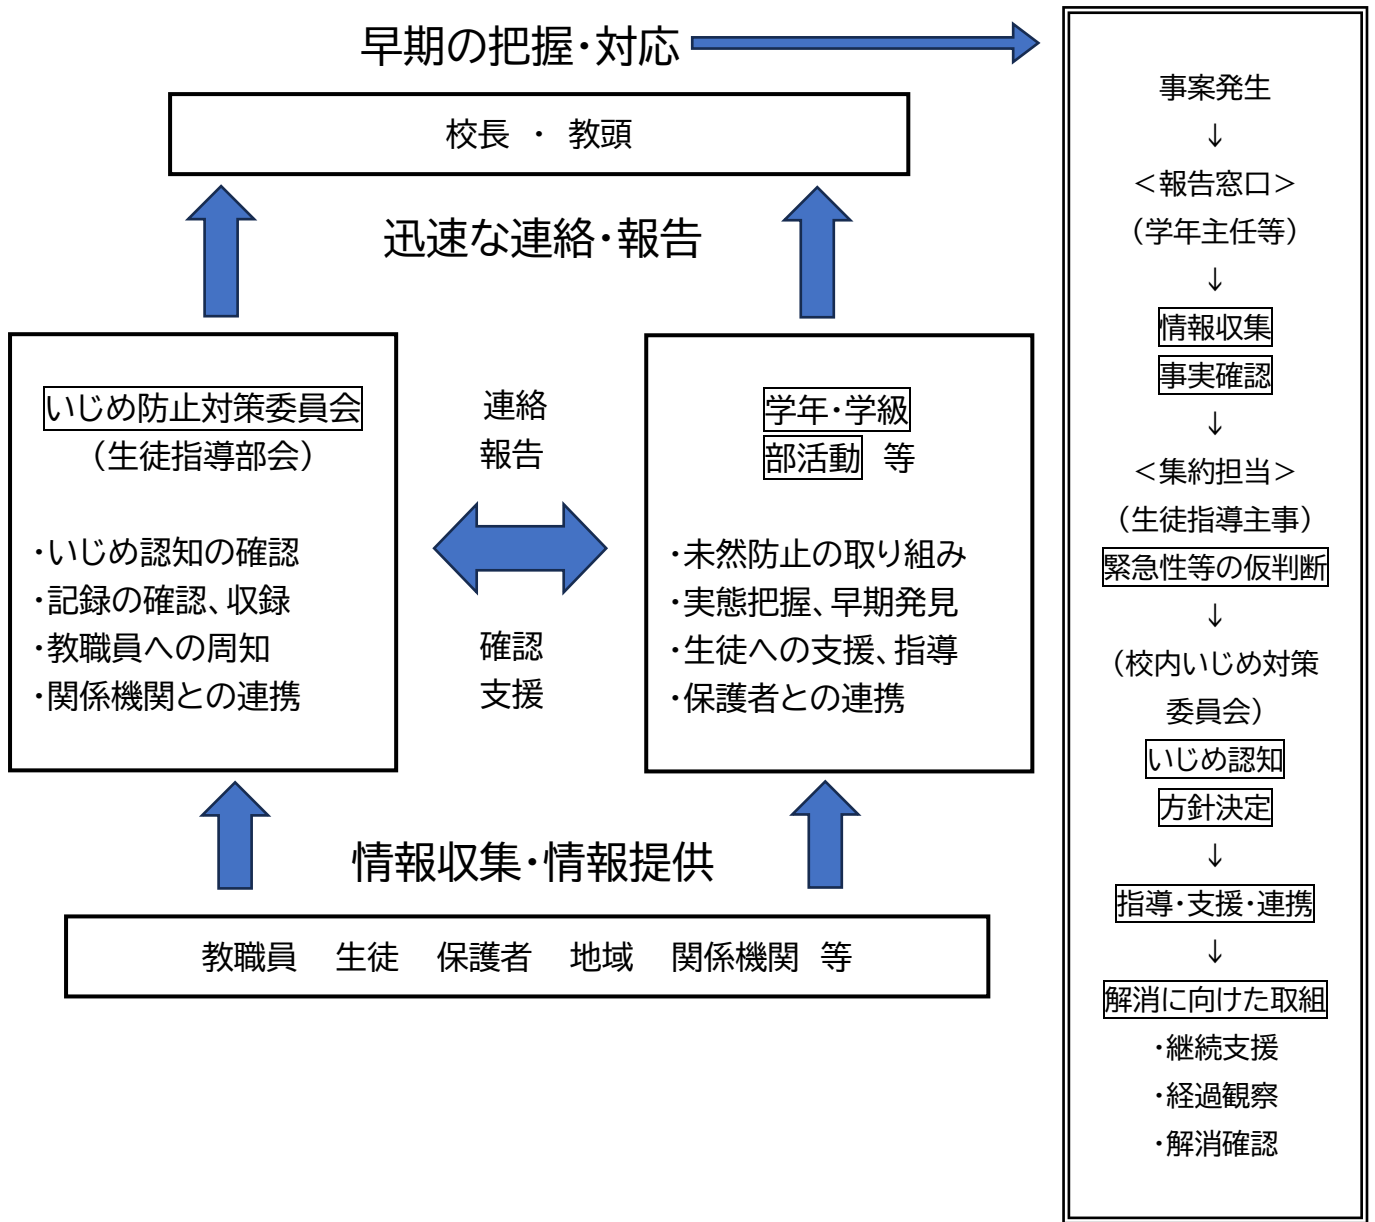 早期の把握・対応
校長 ・ 教頭
迅速な連絡・報告
いじめ防止対策委員会
（生徒指導部会）
・いじめ認知の確認
・記録の確認、収録
・教職員への周知
・関係機関との連携
連絡
報告
確認
支援
学年・学級
部活動 等
・未然防止の取り組み
・実態把握、早期発見
・生徒への支援、指導
・保護者との連携
情報収集・情報提供
教職員 生徒 保護者 地域 関係機関 等
事案発生
↓
＜報告窓口＞
（学年主任等）
↓
情報収集
事実確認
↓
＜集約担当＞
（生徒指導主事）
緊急性等の仮判断
↓
（校内いじめ対策
委員会）
いじめ認知
方針決定
↓
指導・支援・連携
↓
解消に向けた取組
・継続支援
・経過観察
・解消確認